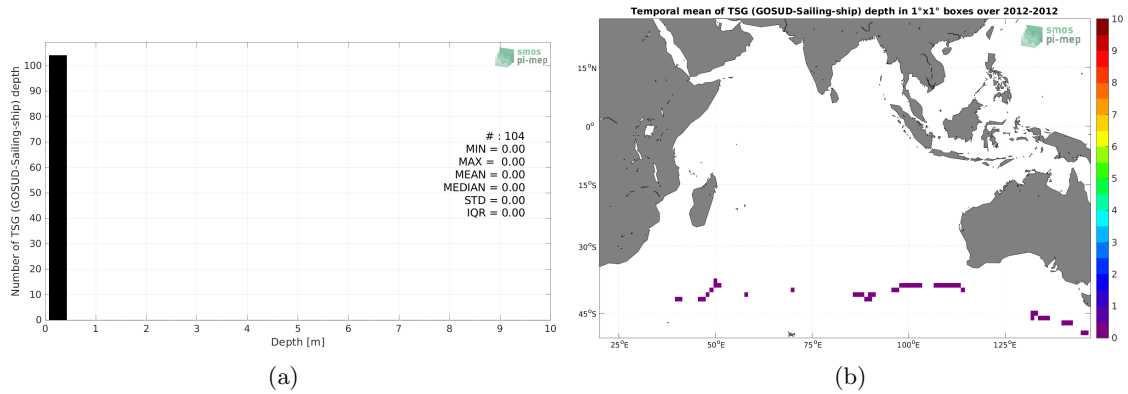 smos
pi-mep
Number of TSG (GOSUD-Sailing-ship) depth
100
90
80
70
60
50
40
30
20
10
0
# : 104
MIN = 0.00
MAX = 0.00
MEAN = 0.00
MEDIAN = 0.00
STD = 0.00
IQR = 0.00
0 1 2 3 4 5 6 7 8 9 10
Depth [m]
(a)
Temporal mean of TSG (GOSUD-Sailing-ship) depth in 1°x1° boxes over 2012-2012
smos
pi-mep
15°N
0°
15°S
30°S
45°S
25°E 50°E 75°E 100°E 125°E
10
9
8
7
6
5
4
3
2
1
0
(b)